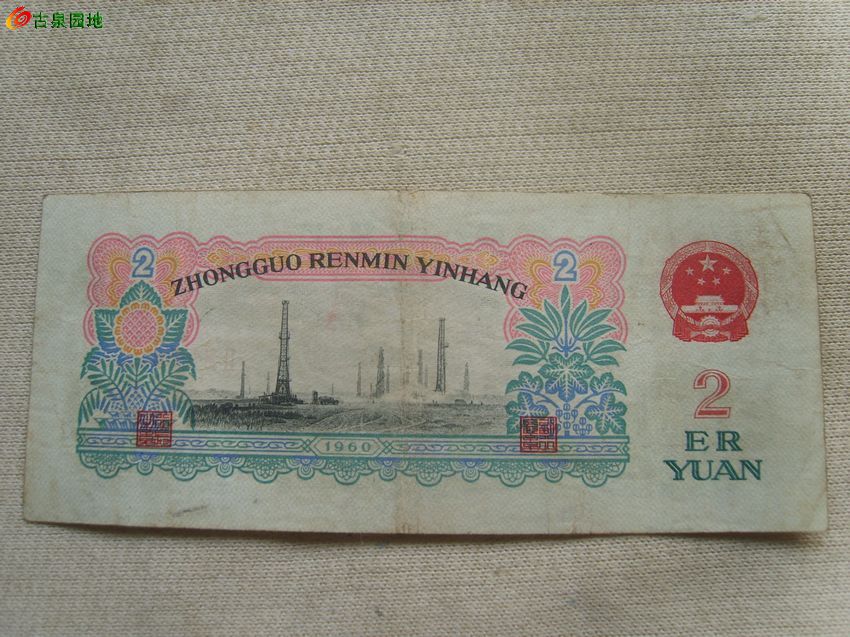 古泉园地
2 2
ZHONGGUO RENMIN YINHANG
1960
2
ER
YUAN